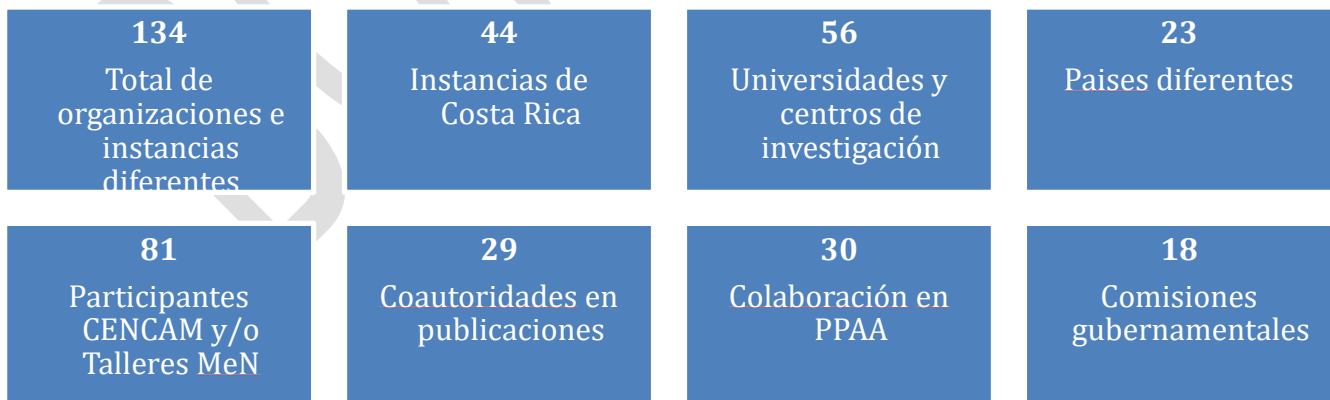 134
Total de
organizaciones e
instancias
diferentes
44
Instancias de
Costa Rica
56
Universidades y
centros de
investigación
23
Paises diferentes
81
Participantes
CENCAM y/o
Talleres MeN
29
Coautoridades en
publicaciones
30
Colaboración en
PPAA
18
Comisiones
gubernamentales